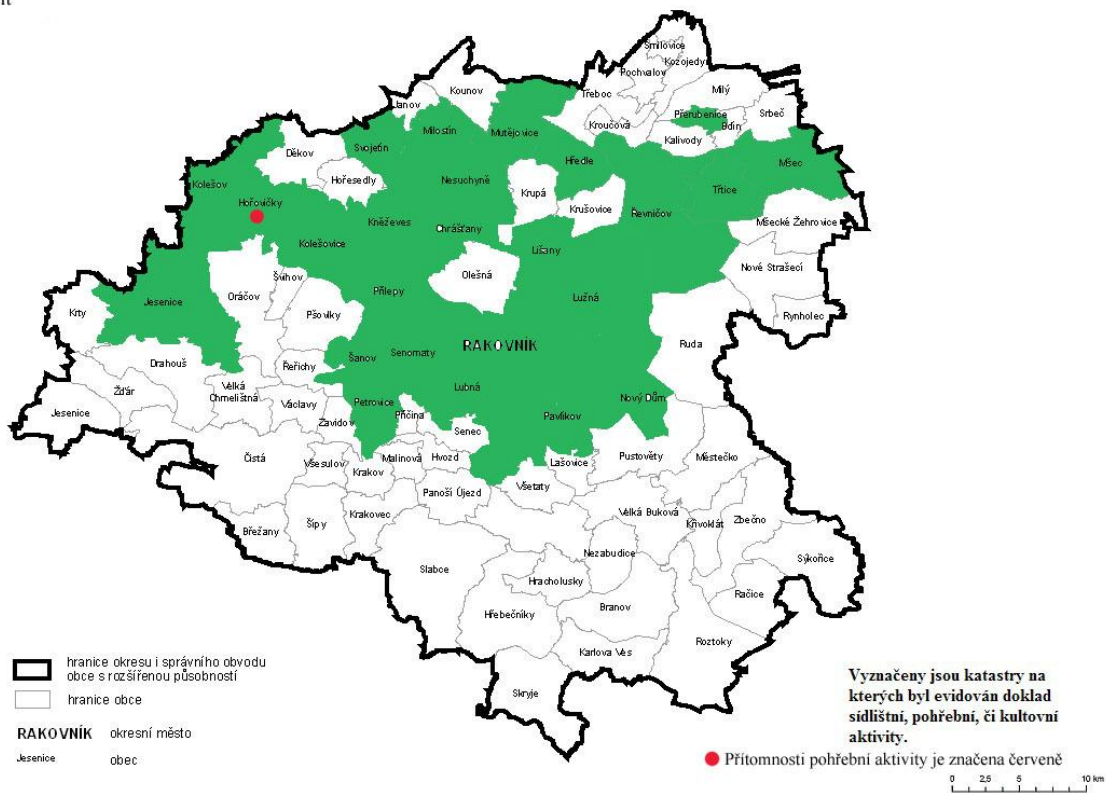 Smilovice
Kozojedy
Pochvalov
Kounov
Janov
Třeboc
Milý
Přerubenice
Srbeč
Milostín
Mutějovice
Kroučová
Bdín
Kalivody
Svojetín
Děkov
Hředle
Mšec
Hořesedly
Nesuchyně
Kolešov
Krupá
Třtice
Hořovičky
Krušovice
Řevničov
Kněževes
Chrášťany
Mšecké Žehrovice
Kolešovice
Lišany
Švihov
Olešná
Nové Strašecí
Oráčov
Přílepy
Lužná
Jesenice
Pšovlky
Krty
Rynholec
RAKOVNÍK
Ruda
Šanov
Senomaty
Drahouš
Řeřichy
Žďár
Velká
Chmelištná
Lubná
Nový Dům
Petrovice
Václavy
Jesenice
Příčina
Pavlíkov
Zavidov
Senec
Čistá
Všesulov
Malinová
Hvozd
Pustověty
Městečko
Krakov
Lašovice
Panoší Újezd
Všetaty
Velká Buková
Krakovec
Křivoklát
Zbečno
Břežany
Šípy
Nezabudice
Sýkořice
Slabce
Hracholusky
Račice
Hřebečníky
Branov
Roztoky
Karlova Ves
Skryje
hranice okresu i správního obvodu
obce s rozšířenou působností
hranice obce
RAKOVNÍK okresní město
Jesenice obec
Vyznačeny jsou katastry na
kterých byl evidován doklad
sídlištní, pohřební, či kultovní
aktivity.
Přítomnosti pohřební aktivity je značena červeně
0 2,5 5 10 km